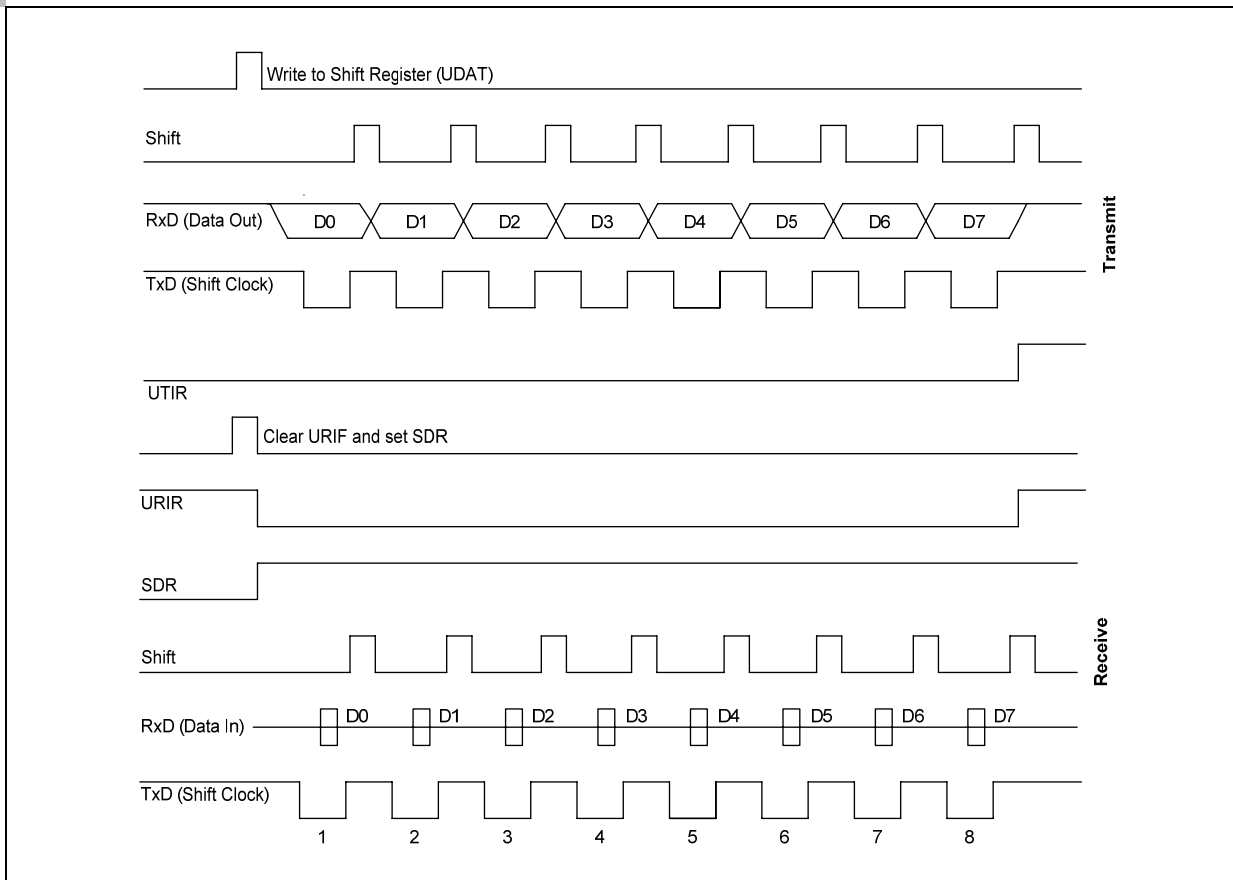 Write to Shift Register (UDAT)
Shift
RxD (Data Out) D0 D1 D2 D3 D4 D5 D6 D7
TxD (Shift Clock)
UTIR
Transmit
Clear URIF and set SDR
URIR
SDR
Shift
RxD (Data In) D0 D1 D2 D3 D4 D5 D6 D7
TxD (Shift Clock)
1 2 3 4 5 6 7 8
Receive